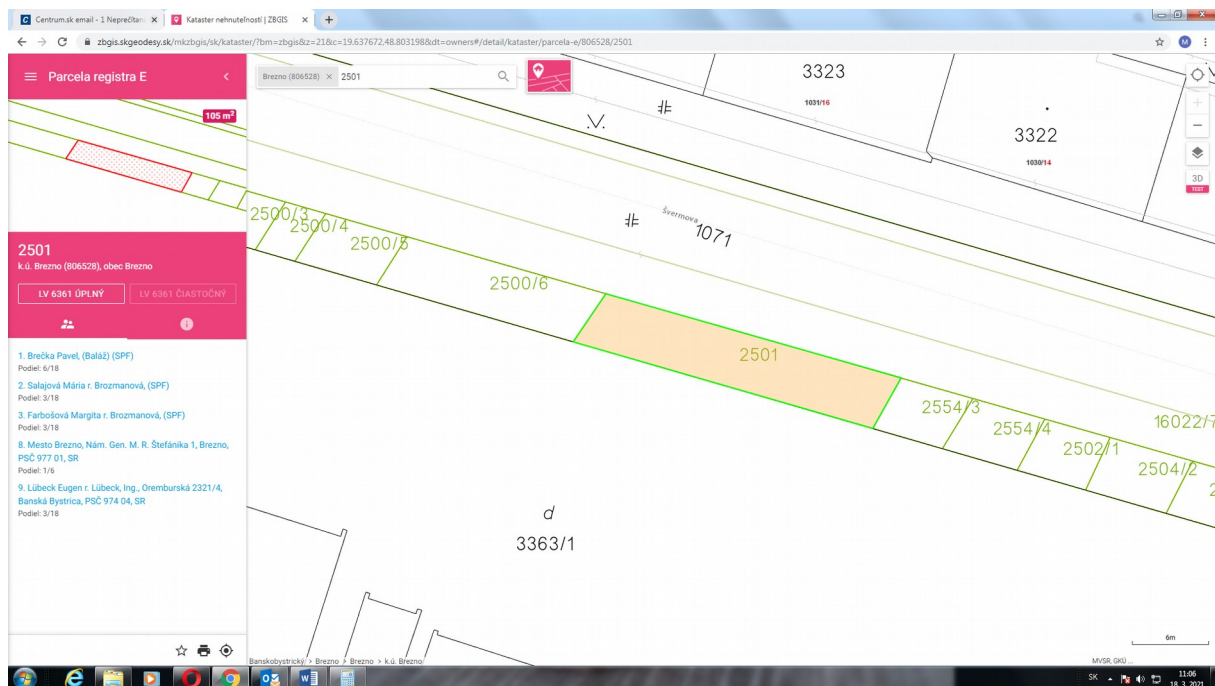 Centrum.sk email - 1 Neprečítan
Kataster nehnuteľností | ZBGIS
zbgis.skgeodesy.sk/mkzbgis/sk/kataster/?bm=zbgis&z=21&c=19.637672,48.803198&dt=owners#/detail/kataster/parcela-e/806528/2501
M
Parcela registra E
105 m²
2501
k.ú. Brezno (806528), obec Brezno
LV 6361 ÚPLNÝ
LV 6361 ČIASTOČNÝ
1. Brečka Pavel, (Baláž) (SPF)
Podiel: 6/18
2. Salajová Mária r. Brozmanová, (SPF)
Podiel: 3/18
3. Farbošová Margita r. Brozmanová, (SPF)
Podiel: 3/18
8. Mesto Brezno, Nám. Gen. M. R. Štefánika 1, Brezno,
PSČ 977 01, SR
Podiel: 1/6
9. Lübeck Eugen r. Lübeck, Ing., Oremburská 2321/4,
Banská Bystrica, PSČ 974 04, SR
Podiel: 3/18
Brezno (806528) × 2501
3323
1031/16
3322
1030/14
3D
TEST
Švermova
1071
2500/3
2500/4
2500/5
2500/6
2501
2554/3
2554/4
2502/1
2504/2
16022/7
d
3363/1
6m
Banskobystrický > Brezno > Brezno > k.ú. Brezno
MVSR, GKÚ ...
SK
11:06
18. 3. 2021